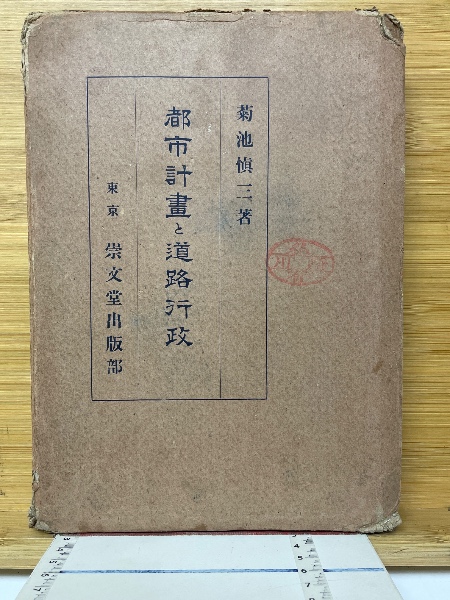 菊池慎三著
都市計畫と道路行政
東京 崇文堂出版部